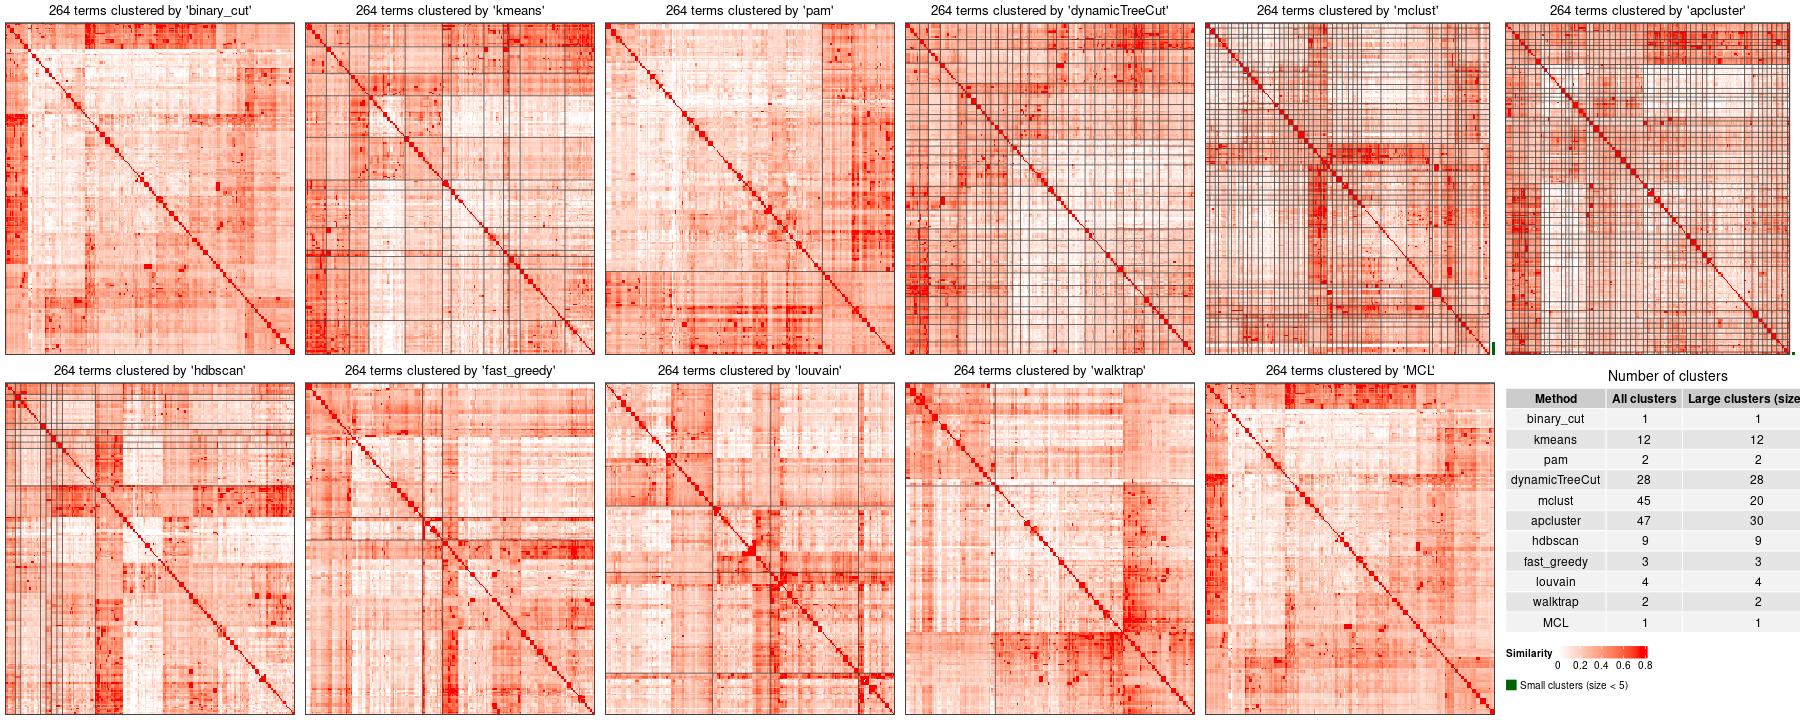 264 terms clustered by 'binary_cut'
264 terms clustered by 'kmeans'
264 terms clustered by 'pam'
264 terms clustered by 'dynamicTreeCut'
264 terms clustered by 'mclust'
264 terms clustered by 'apcluster'
264 terms clustered by 'hdbscan'
264 terms clustered by 'fast_greedy'
264 terms clustered by 'louvain'
264 terms clustered by 'walktrap'
264 terms clustered by 'MCL'
Number of clusters
Method All clusters Large clusters (size
binary_cut 1 1
kmeans 12 12
pam 2 2
dynamicTreeCut 28 28
mclust 45 20
apcluster 47 30
hdbscan 9 9
fast_greedy 3 3
louvain 4 4
walktrap 2 2
MCL 1 1
Similarity
0 0.2 0.4 0.6 0.8
Small clusters (size < 5)